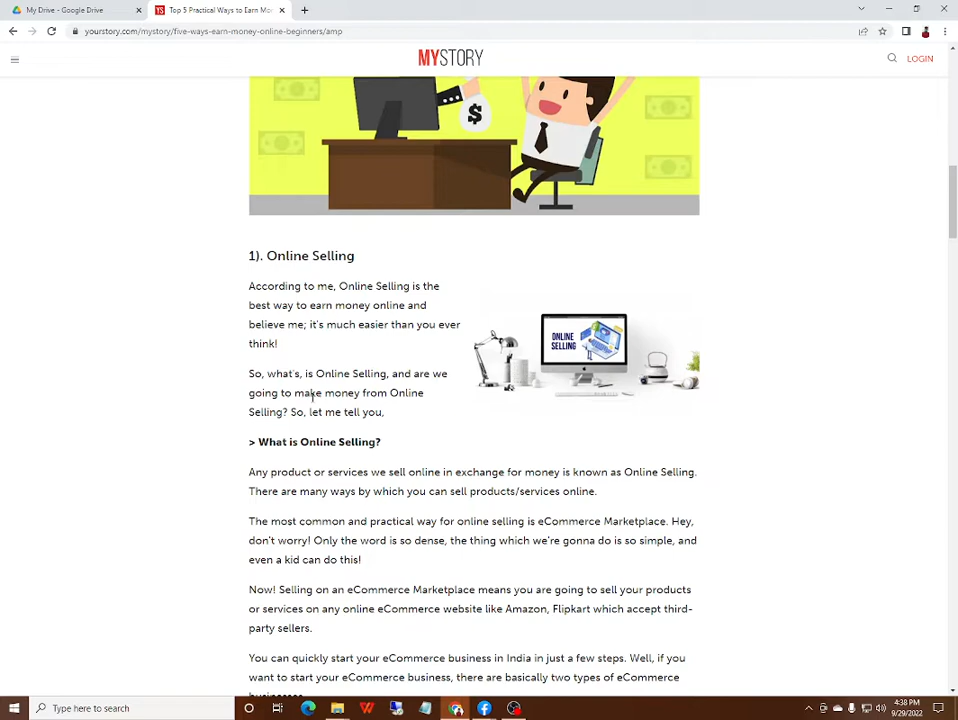 My Drive - Google Drive
Top 5 Practical Ways to Earn Mon
yourstory.com/mystory/five-ways-earn-money-online-beginners/amp
MYSTORY
LOGIN
$
1). Online Selling
According to me, Online Selling is the
best way to earn money online and
believe me; it's much easier than you ever
think!
ONLINE
SELLING
So, what's, is Online Selling, and are we
going to make money from Online
Selling? So, let me tell you,
> What is Online Selling?
Any product or services we sell online in exchange for money is known as Online Selling.
There are many ways by which you can sell products/services online.
The most common and practical way for online selling is eCommerce Marketplace. Hey,
don't worry! Only the word is so dense, the thing which we're gonna do is so simple, and
even a kid can do this!
Now! Selling on an eCommerce Marketplace means you are going to sell your products
or services on any online eCommerce website like Amazon, Flipkart which accept third-
party sellers.
You can quickly start your eCommerce business in India in just a few steps. Well, if you
want to start your eCommerce business, there are basically two types of eCommerce
businesses
Type here to search
4:38 PM
9/29/2022